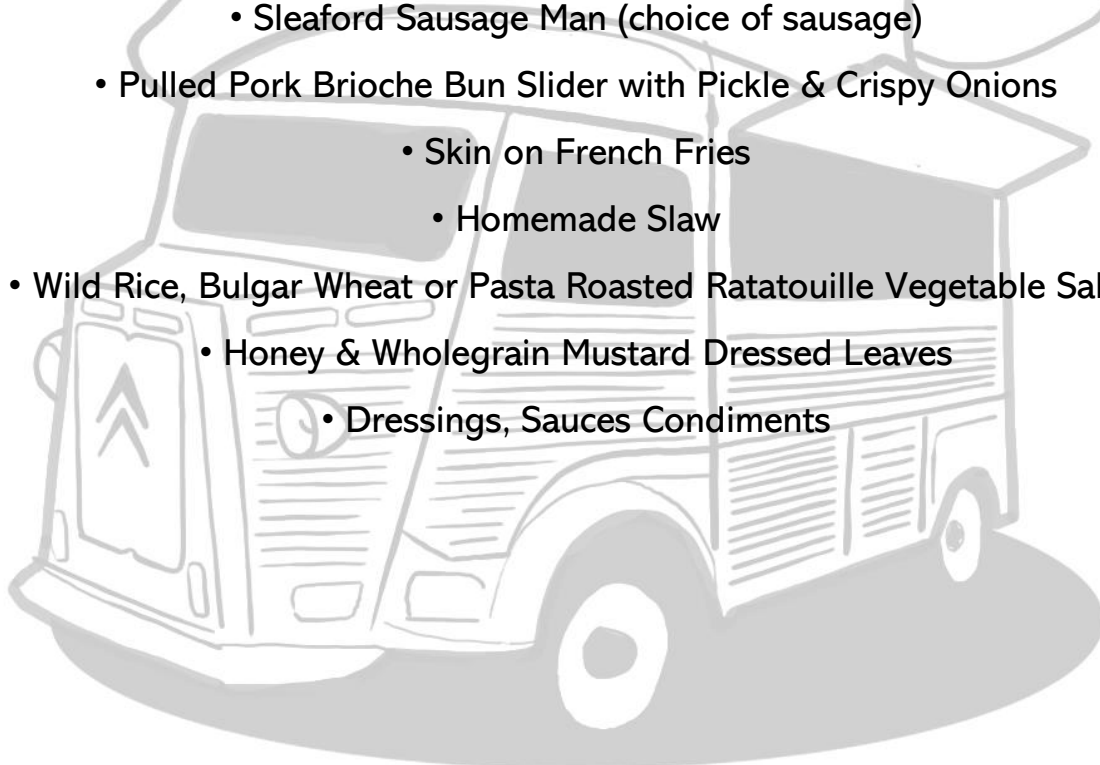 • Sleaford Sausage Man (choice of sausage)
• Pulled Pork Brioche Bun Slider with Pickle & Crispy Onions
• Skin on French Fries
• Homemade Slaw
• Wild Rice, Bulgar Wheat or Pasta Roasted Ratatouille Vegetable
• Honey & Wholegrain Mustard Dressed Leaves
• Dressings, Sauces Condiments